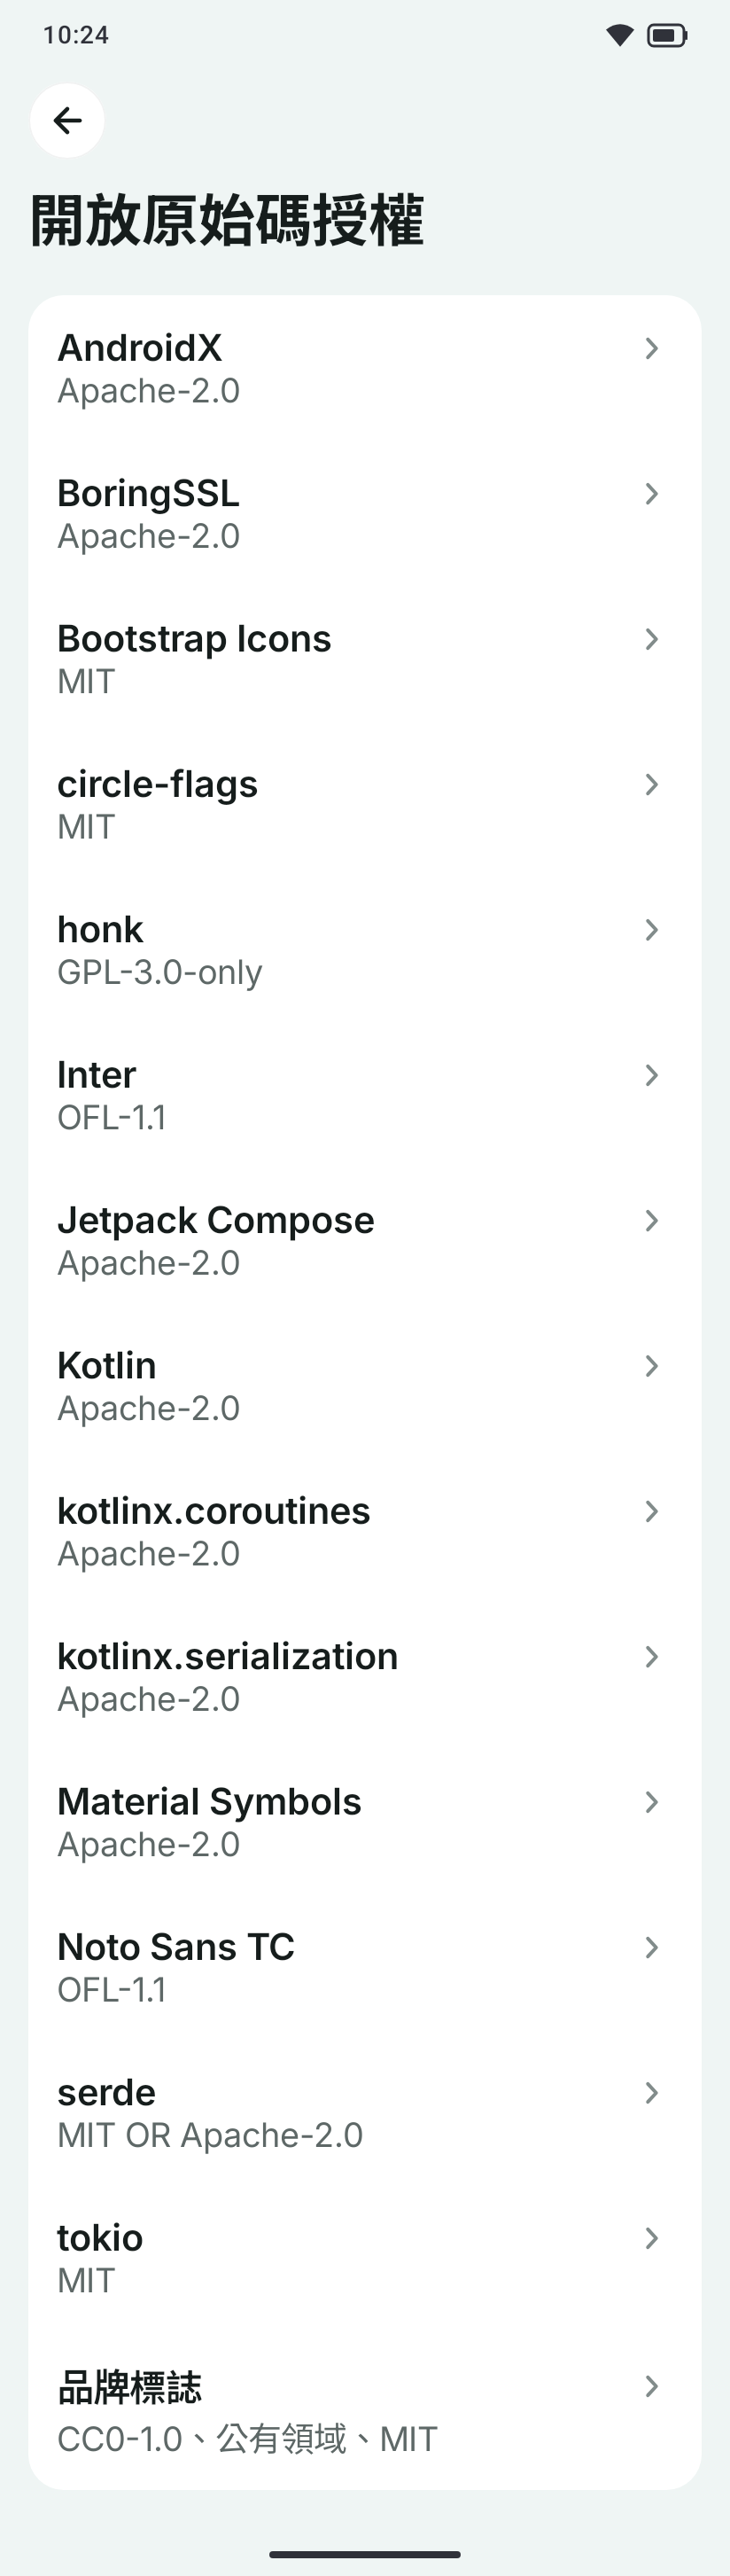 10:24
開放原始碼授權
AndroidX
Apache-2.0
BoringSSL
Apache-2.0
Bootstrap Icons
MIT
circle-flags
MIT
honk
GPL-3.0-only
Inter
OFL-1.1
Jetpack Compose
Apache-2.0
Kotlin
Apache-2.0
kotlinx.coroutines
Apache-2.0
kotlinx.serialization
Apache-2.0
Material Symbols
Apache-2.0
Noto Sans TC
OFL-1.1
serde
MIT OR Apache-2.0
tokio
MIT
品牌標誌
CC0-1.0、公有領域、MIT